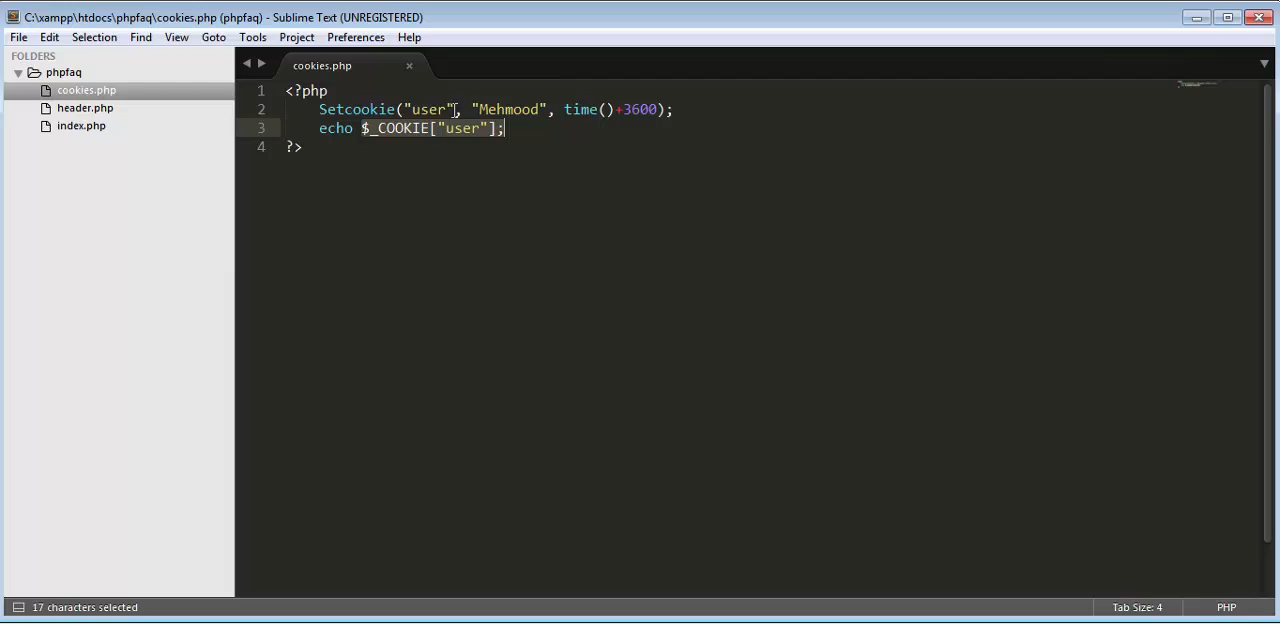 C:\xampp\htdocs\phpfaq\cookies.php (phpfaq) - Sublime Text (UNREGISTERED)
File Edit Selection Find View Goto Tools Project Preferences Help
FOLDERS
phpfaq
cookies.php
header.php
index.php
cookies.php
1 <?php
2 Setcookie("user", "Mehmood", time()+3600);
3 echo $_COOKIE["user"];
4 ?>
17 characters selected
Tab Size: 4
PHP